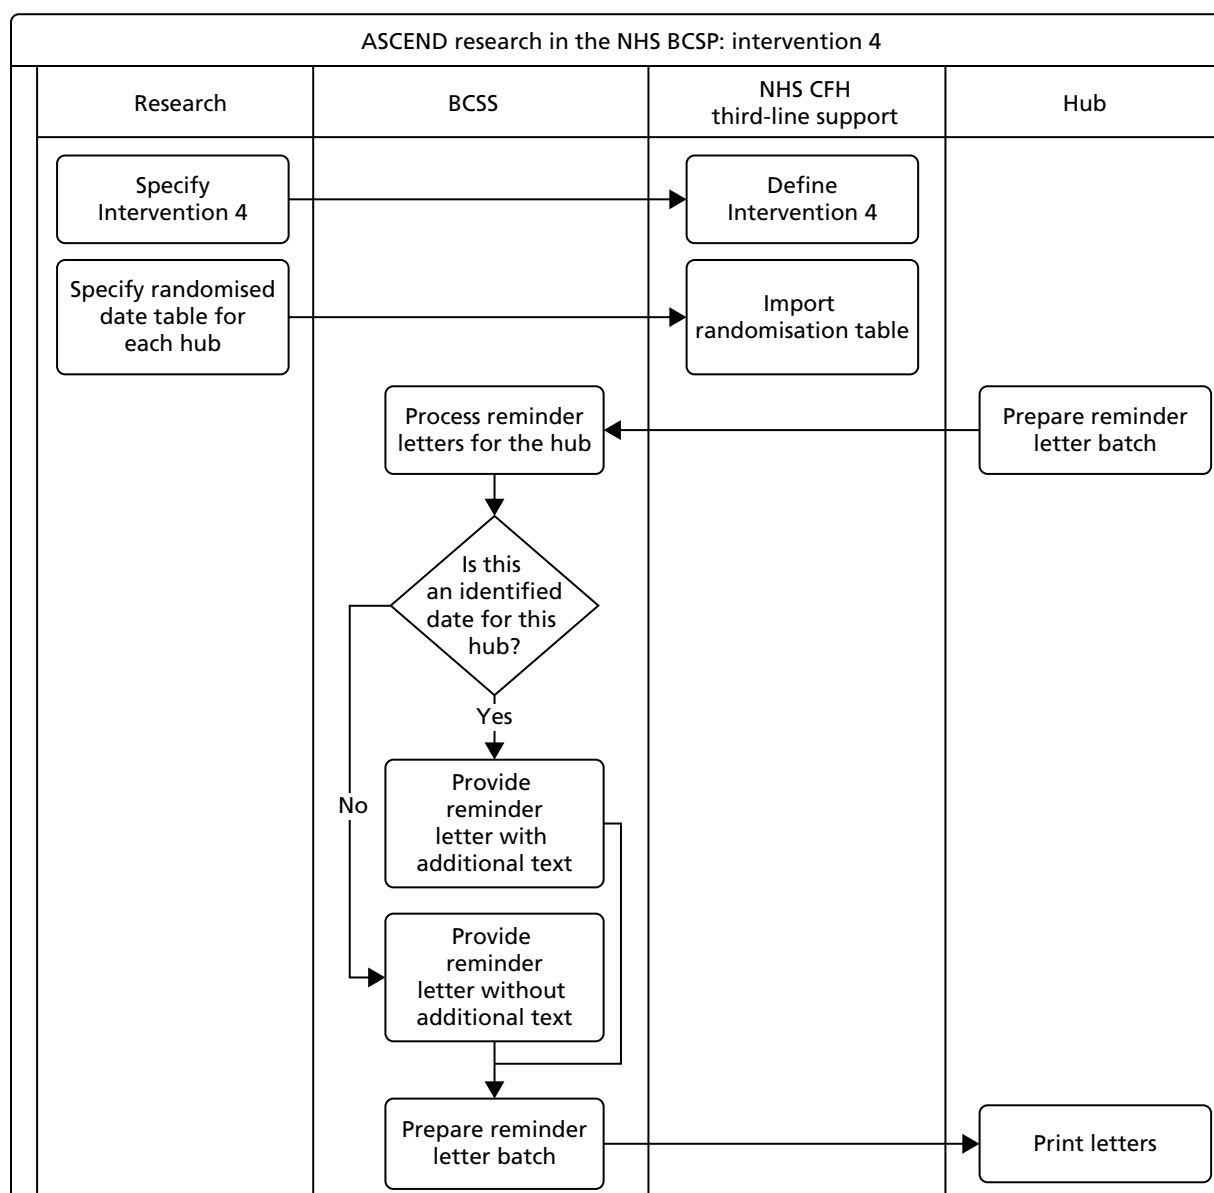 ASCEND research in the NHS BCSP: intervention 4
Research
BCSS
NHS CFH
third-line support
Hub
Specify
Intervention 4
Define
Intervention 4
Specify randomised
date table for
each hub
Import
randomisation table
Process reminder
letters for the hub
Prepare reminder
letter batch
Is this
an identified
date for this
hub?
Yes
No
Provide
reminder
letter with
additional text
Provide
reminder
letter without
additional text
Prepare reminder
letter batch
Print letters